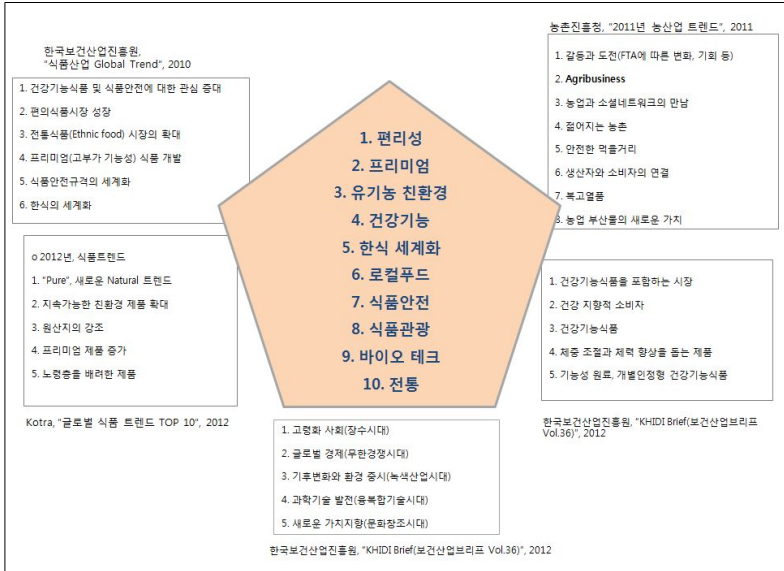 한국보건산업진흥원,
“식품산업 Global Trend”, 2010
1. 건강기능식품 및 식품안전에 대한 관심 증대
2. 편의식품시장 성장
3. 전통식품(Ethnic food) 시장의 확대
4. 프리미엄(고부가 기능성) 식품 개발
5. 식품안전규격의 세계화
6. 한식의 세계화
농촌진흥청, “2011년 농산업 트렌드”, 2011
1. 갈등과 도전(FTA에 따른 변화, 기회 등)
2. Agribusiness
3. 농업과 소셜네트워크의 만남
4. 젊어지는 농촌
5. 안전한 먹을거리
6. 생산자와 소비자의 연결
7. 복고열풍
8. 농업 부산물의 새로운 가치
1. 편리성
2. 프리미엄
3. 유기농 친환경
4. 건강기능
5. 한식 세계화
6. 로컬푸드
7. 식품안전
8. 식품관광
9. 바이오 테크
10. 전통
o 2012년, 식품트렌드
1. “Pure”, 새로운 Natural 트렌드
2. 지속가능한 친환경 제품 확대
3. 원산지의 강조
4. 프리미엄 제품 증가
5. 노령층을 배려한 제품
Kotra, “글로벌 식품 트렌드 TOP 10”, 2012
1. 건강기능식품을 포함하는 시장
2. 건강 지향적 소비자
3. 건강기능식품
4. 체중 조절과 체력 향상을 돕는 제품
5. 기능성 원료, 개별인정형 건강기능식품
한국보건산업진흥원, “KHIDI Brief(보건산업브리프
Vol.36)”, 2012
1. 고령화 사회(장수시대)
2. 글로벌 경제(무한경쟁시대)
3. 기후변화와 환경 중시(녹색산업시대)
4. 과학기술 발전(융복합기술시대)
5. 새로운 가치지향(문화창조시대)
한국보건산업진흥원, “KHIDI Brief(보건산업브리프 Vol.36)”, 2012